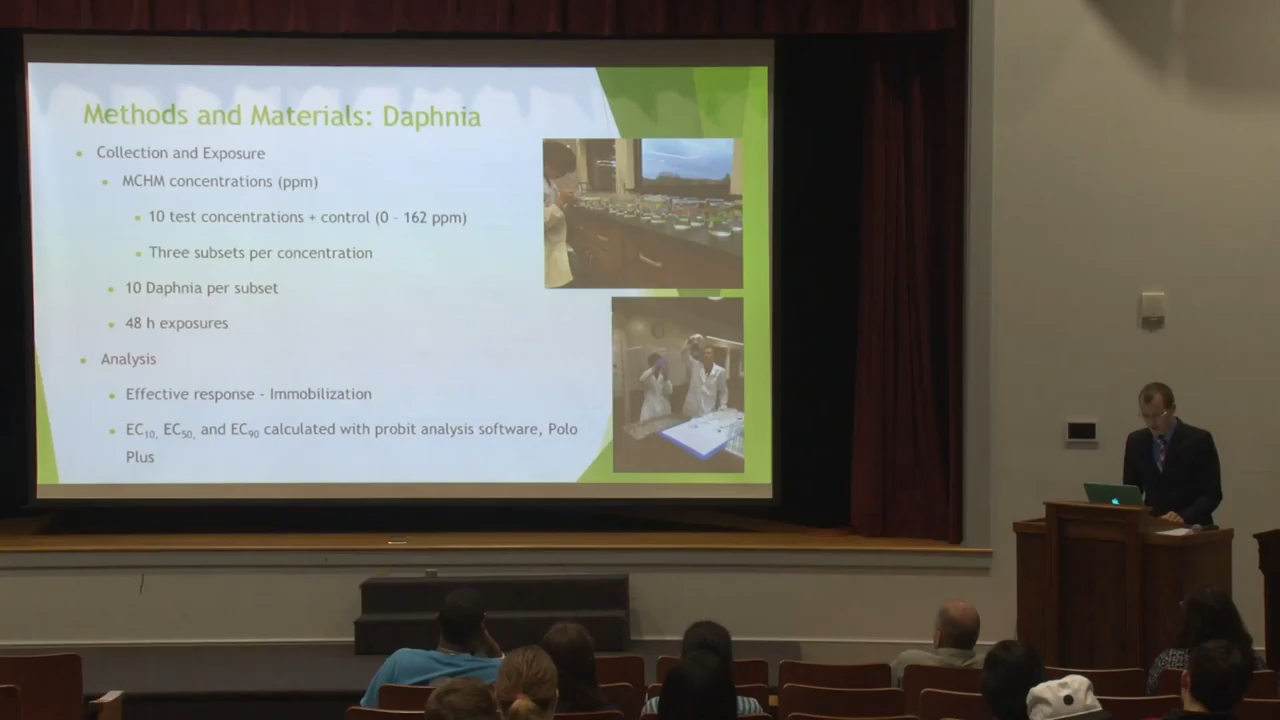 Methods and Materials: Daphnia
Collection and Exposure
MCHM concentrations (ppm)
10 test concentrations + control (0 - 162 ppm)
Three subsets per concentration
10 Daphnia per subset
48 h exposures
Analysis
Effective response - Immobilization
EC10, EC50, and EC90 calculated with probit analysis software, Polo
Plus